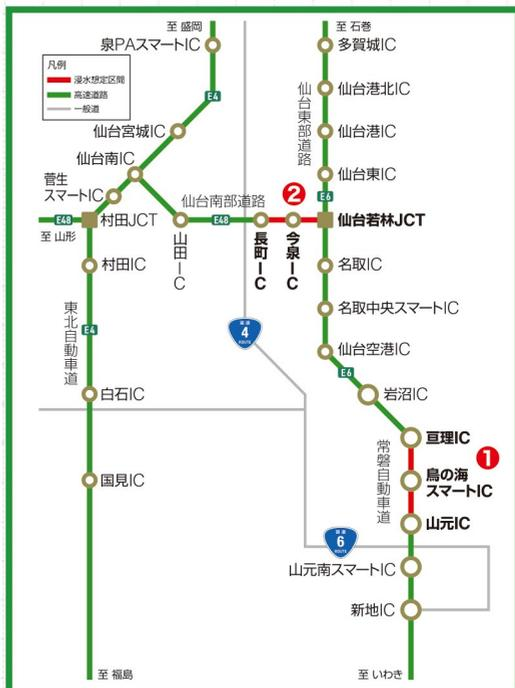 至 盛岡
泉PAスマートIC
凡例
浸水想定区間
高速道路
一般道
E4
仙台宮城IC
仙台南IC
菅生
スマートIC
E48
村田JCT
至 山形
村田IC
東北自動車道
E4
白石IC
国見IC
至 福島
仙台南部道路
山田IC
E48
長町IC
今泉IC
2
国道
4
ROUTE
至 石巻
多賀城IC
仙台港北IC
仙台東部道路
仙台港IC
仙台東IC
E6
仙台若林JCT
名取IC
名取中央スマートIC
仙台空港IC
E6
岩沼IC
亘理IC
常磐自動車道
1
鳥の海
スマートIC
山元IC
国道
6
ROUTE
山元南スマートIC
新地IC
至 いわき